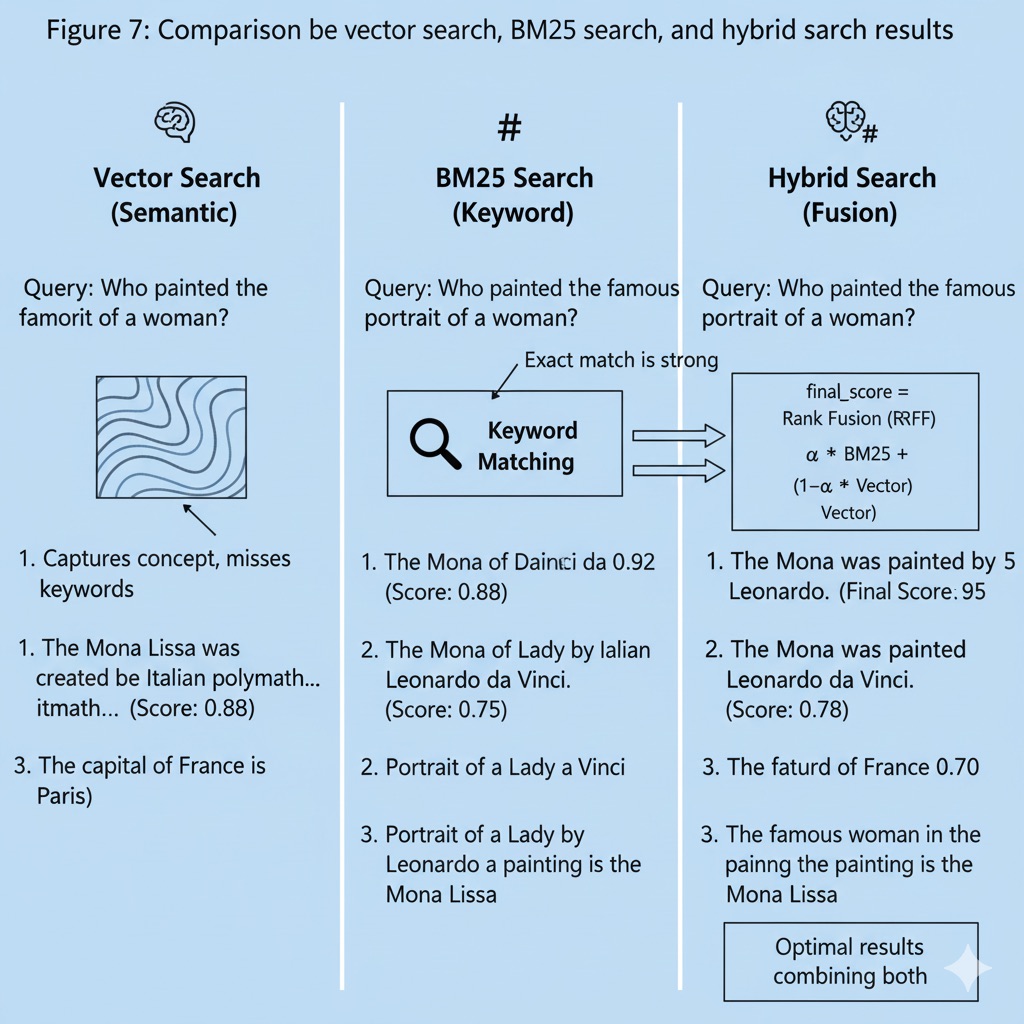 Figure 7: Comparison be vector search, BM25 search, and hybrid sarch results
Vector Search
(Semantic)
Query: Who painted the
famorit of a woman?
1. Captures concept, misses
keywords
1. The Mona Lissa was
created be Italian polymath...
itmath... (Score: 0.88)
3. The capital of France is
Paris)
#
BM25 Search
(Keyword)
Query: Who painted the famous
portrait of a woman?
Exact match is strong
Keyword
Matching
1. The Mona of da 0.92
(Score: 0.88)
2. The Mona of Lady by lalian
Leonardo da Vinci.
(Score: 0.75)
2. Portrait of a Lady a Vinci
3. Portrait of a Lady by
Leonardo a painting is the
Mona Lissa
#
Hybrid Search
(Fusion)
Query: Who painted the famous
portrait of a woman?
final_score =
Rank Fusion (RRFF)
α * BM25 +
(1-α * Vector)
Vector)
1. The Mona was painted by 5
Leonardo. (Final Score: 95
2. The Mona was painted
Leonardo da Vinci.
(Score: 0.78)
3. The faturd of France 0.70
3. The famous woman in the
painng the painting is the
Mona Lissa
Optimal results
combining both